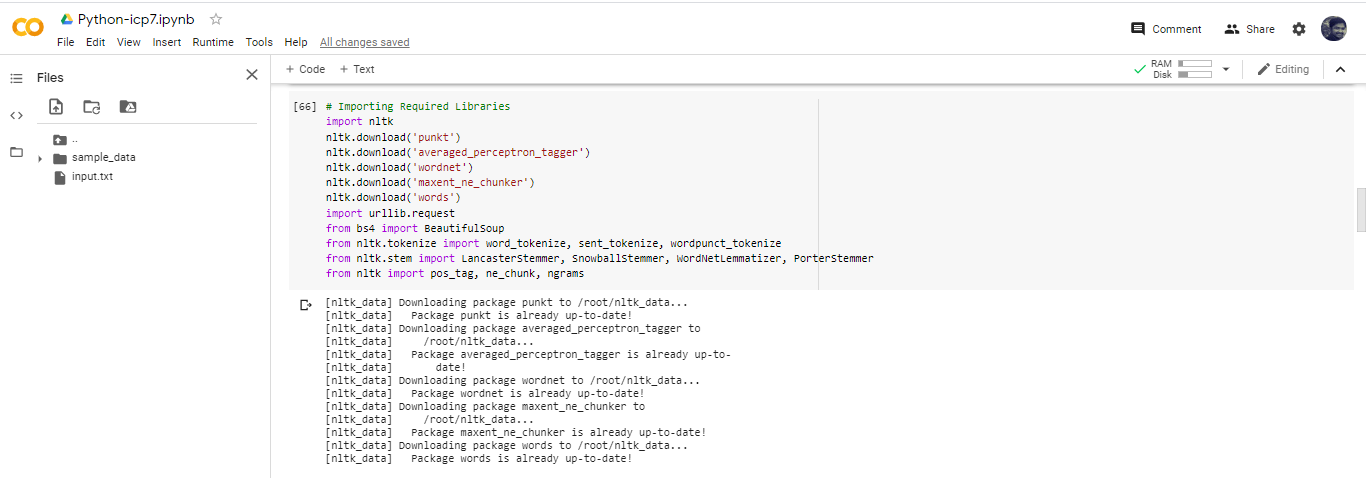 Python-icp7.ipynb
File Edit View Insert Runtime Tools Help All changes saved
Comment Share
Files
+ Code + Text
RAM
Disk
Editing
..
sample_data
input.txt
[66] # Importing Required Libraries
import nltk
nltk.download('punkt')
nltk.download('averaged_perceptron_tagger')
nltk.download('wordnet')
nltk.download('maxent_ne_chunker')
nltk.download('words')
import urllib.request
from bs4 import BeautifulSoup
from nltk.tokenize import word_tokenize, sent_tokenize, wordpunct_tokenize
from nltk.stem import LancasterStemmer, SnowballStemmer, WordNetLemmatizer, PorterStemmer
from nltk import pos_tag, ne_chunk, ngrams
[nltk_data] Downloading package punkt to /root/nltk_data...
[nltk_data]   Package punkt is already up-to-date!
[nltk_data] Downloading package averaged_perceptron_tagger to
[nltk_data]     /root/nltk_data...
[nltk_data]   Package averaged_perceptron_tagger is already up-to-
[nltk_data]       date!
[nltk_data] Downloading package wordnet to /root/nltk_data...
[nltk_data]   Package wordnet is already up-to-date!
[nltk_data] Downloading package maxent_ne_chunker to
[nltk_data]     /root/nltk_data...
[nltk_data]   Package maxent_ne_chunker is already up-to-date!
[nltk_data] Downloading package words to /root/nltk_data...
[nltk_data]   Package words is already up-to-date!